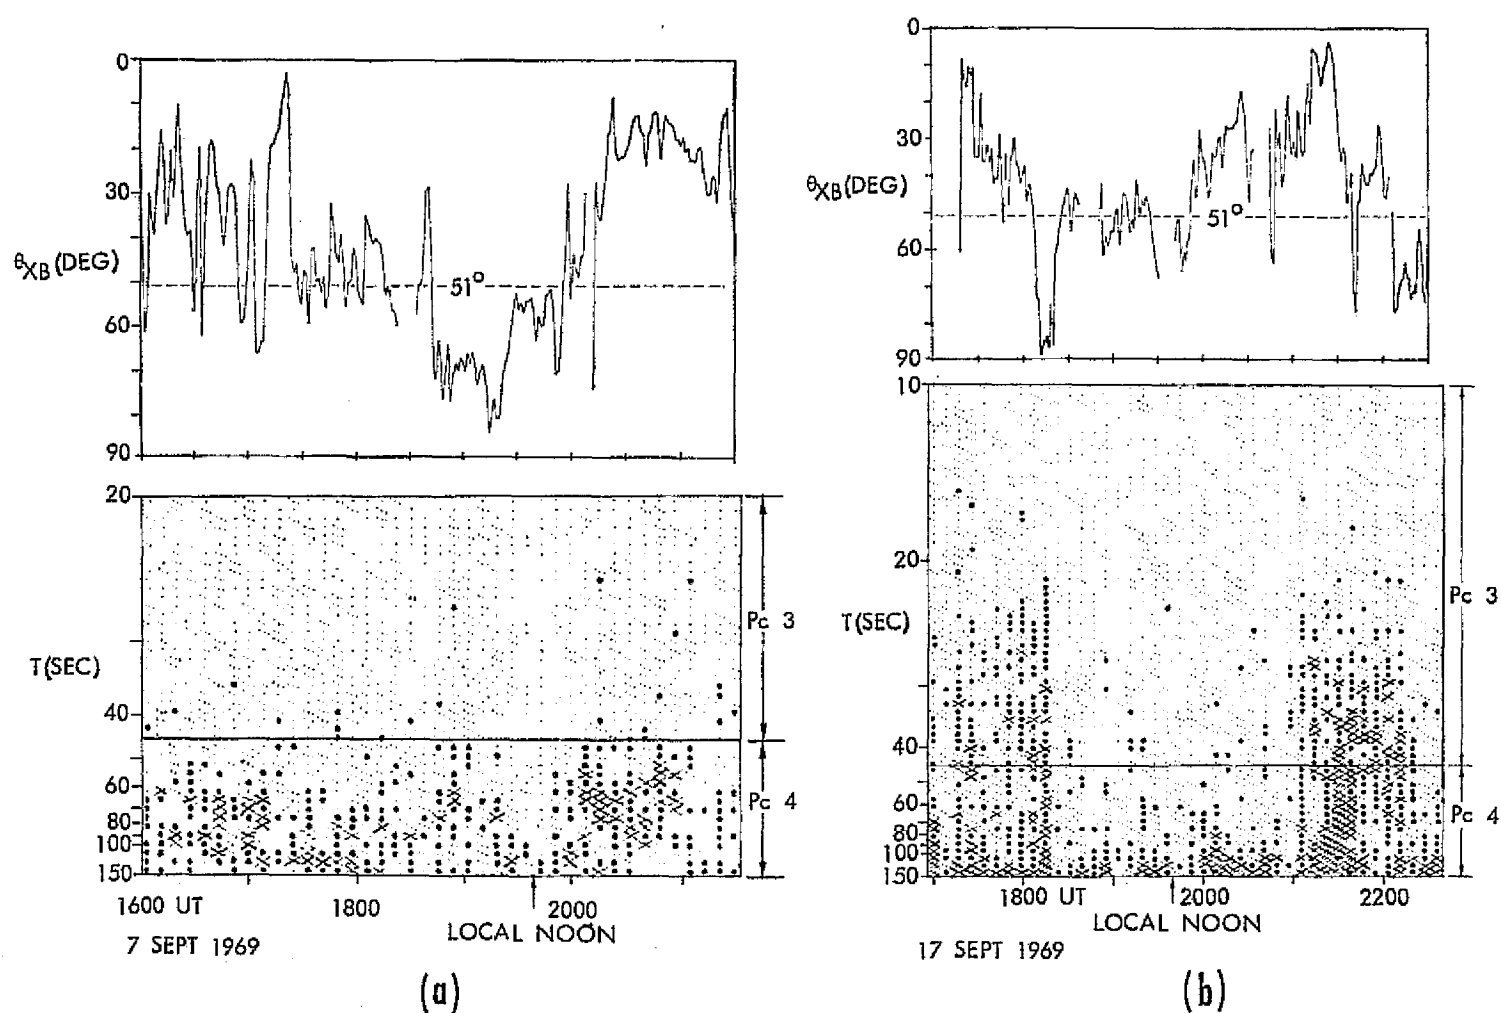 0
30
60
90
θXB (DEG)
51°
20
40
60
80
100
150
T(SEC)
Pc 3
Pc 4
1600 UT
1800
2000
LOCAL NOON
7 SEPT 1969
(a)
0
30
60
90
θXB (DEG)
51°
10
20
40
60
80
100
150
T(SEC)
Pc 3
Pc 4
1800 UT
2000
2200
LOCAL NOON
17 SEPT 1969
(b)